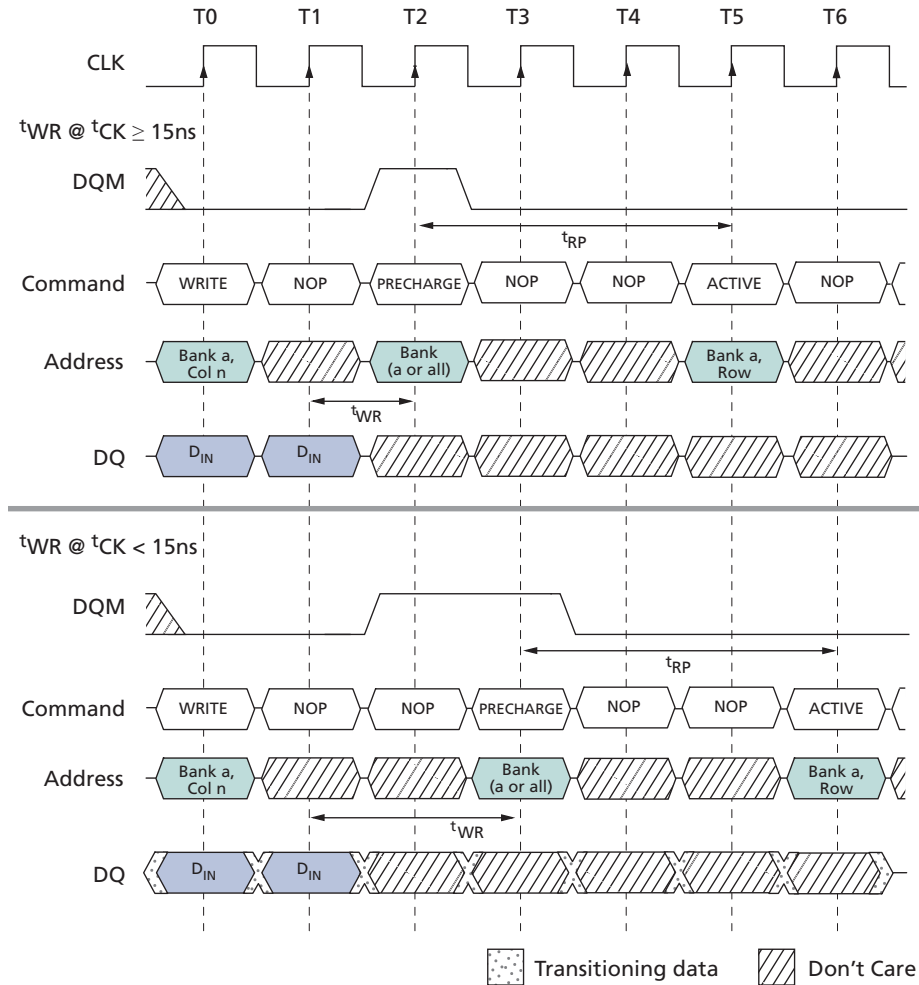 T0 T1 T2 T3 T4 T5 T6
CLK
tWR @ tCK ≥ 15ns
DQM
tRP
Command WRITE NOP PRECHARGE NOP NOP ACTIVE NOP
Address Bank a, Col n Bank (a or all) Bank a, Row
tWR
DQ DIN DIN
tWR @ tCK < 15ns
DQM
tRP
Command WRITE NOP NOP PRECHARGE NOP NOP ACTIVE
Address Bank a, Col n Bank (a or all) Bank a, Row
tWR
DQ DIN DIN
Transitioning data Don't Care